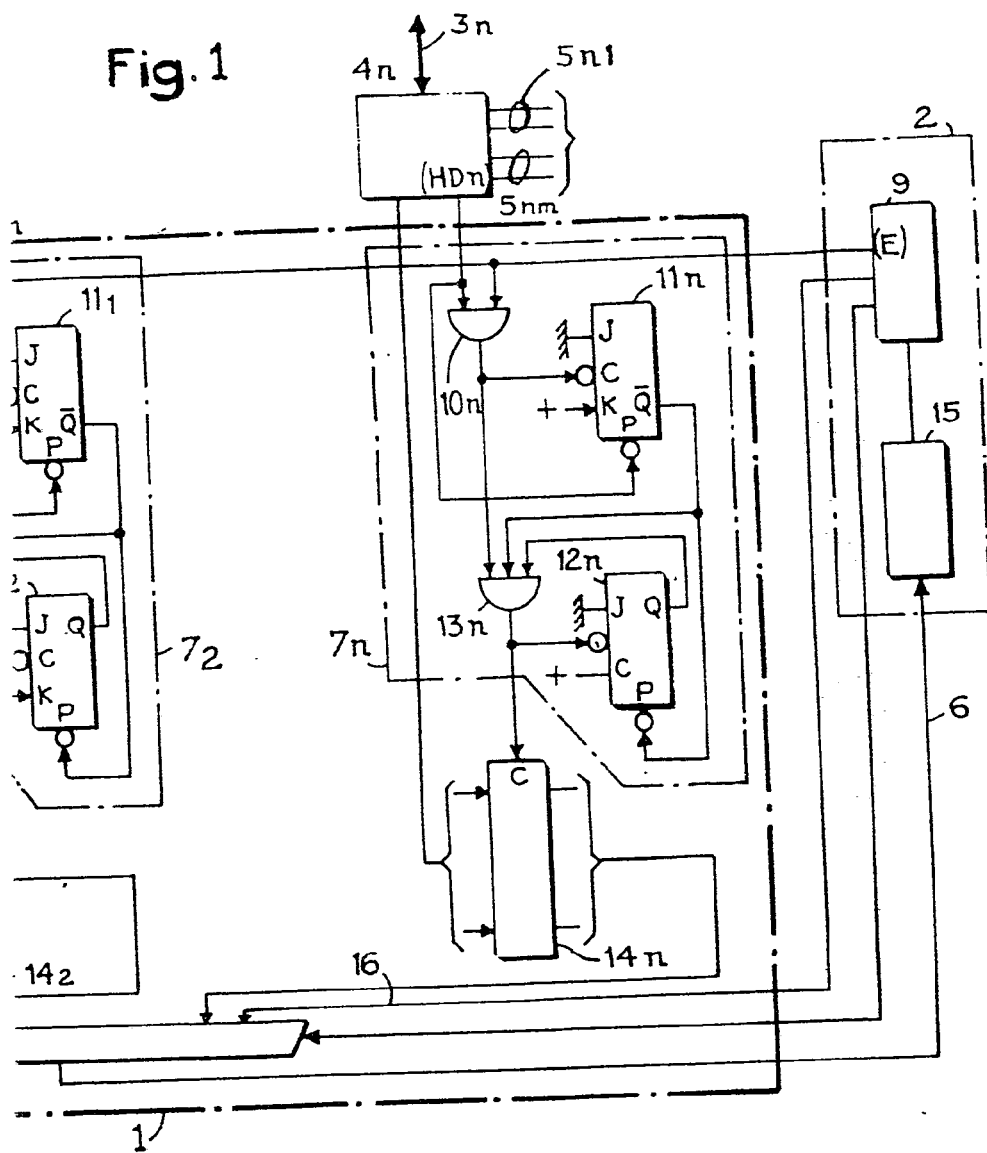 Fig. 1
3n
4n
5n1
(HDn)
5nm
2
9
(E)
11₁
J
C
K
Q̅
P
11n
J
C
K
Q̅
P
10n
+
15
12n
J
Q
C
P
13n
+
7n
J
Q
C
K
P
7₂
6
C
14n
14₂
16
1